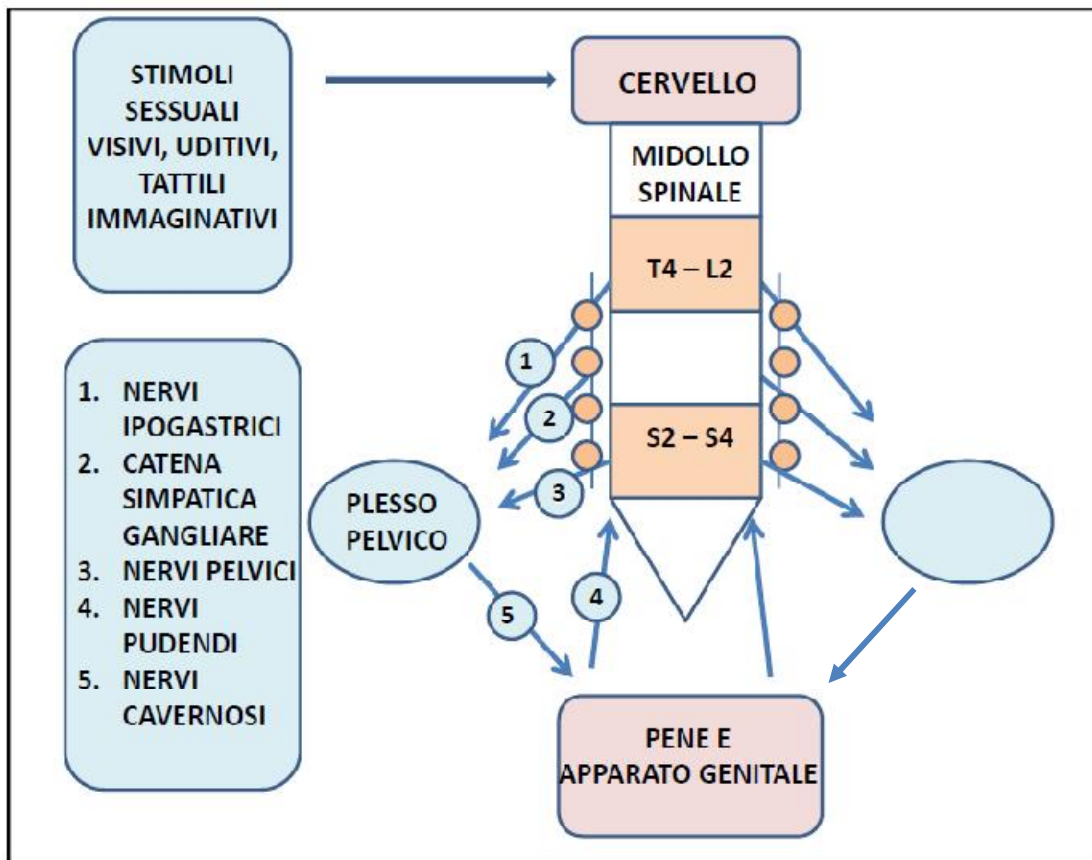 STIMOLI
SESSUALI
VISIVI, UDITIVI,
TATTILI
IMMAGINATIVI
CERVELLO
MIDOLLO
SPINALE
T4 – L2
S2 – S4
1
2
3
4
5
1. NERVI
IPOGASTRICI
2. CATENA
SIMPATICA
GANGLIARE
3. NERVI PELVICI
4. NERVI
PUDENDI
5. NERVI
CAVERNOSI
PLESSO
PELVICO
PENE E
APPARATO GENITALE